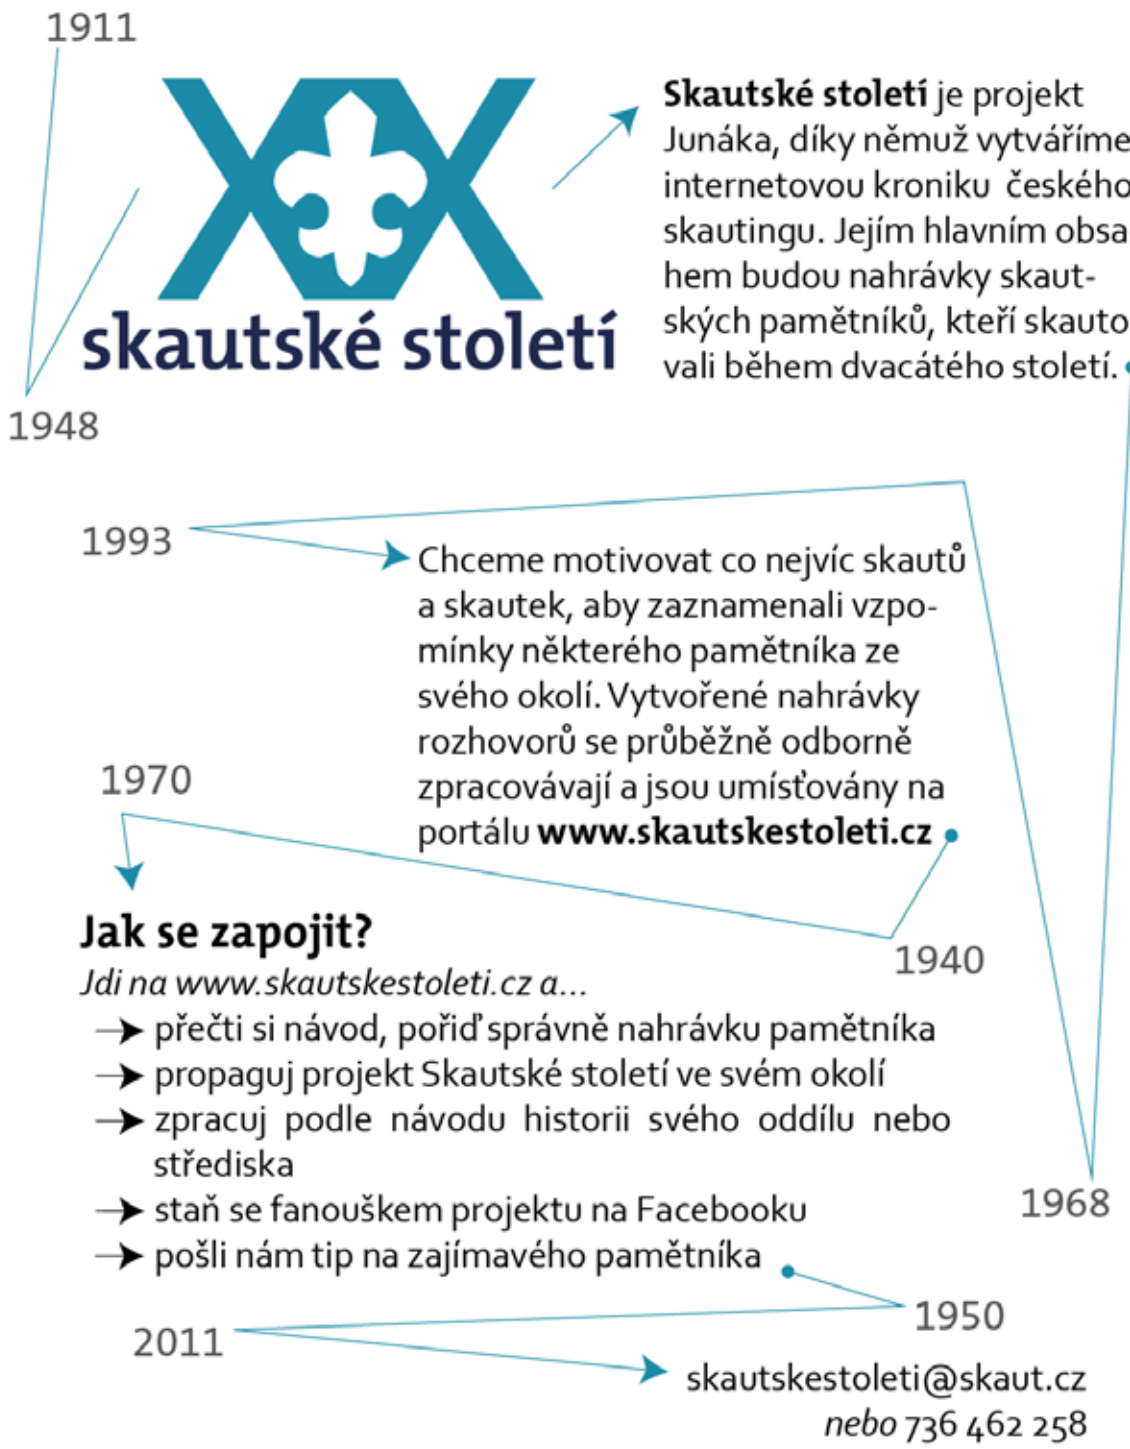 1911
skautské století
1948
Skautské století je projekt
Junáka, díky němuž vytváříme
internetovou kroniku českého
skautingu. Jejím hlavním obsa
hem budou nahrávky skaut-
ských pamětníků, kteří skauto
vali během dvacátého století.
1993
Chceme motivovat co nejvíc skautů
a skautek, aby zaznamenali vzpo-
mínky některého pamětníka ze
svého okolí. Vytvořené nahrávky
rozhovorů se průběžně odborně
zpracovávají a jsou umísťovány na
portálu www.skautskestoleti.cz
1970
1940
Jak se zapojit?
Jdi na www.skautskestoleti.cz a...
přečti si návod, pořiď správně nahrávku pamětníka
propaguj projekt Skautské století ve svém okolí
zpracuj podle návodu historii svého oddílu nebo
střediska
staň se fanouškem projektu na Facebooku
pošli nám tip na zajímavého pamětníka
1968
1950
2011
skautskestoleti@skaut.cz
nebo 736 462 258